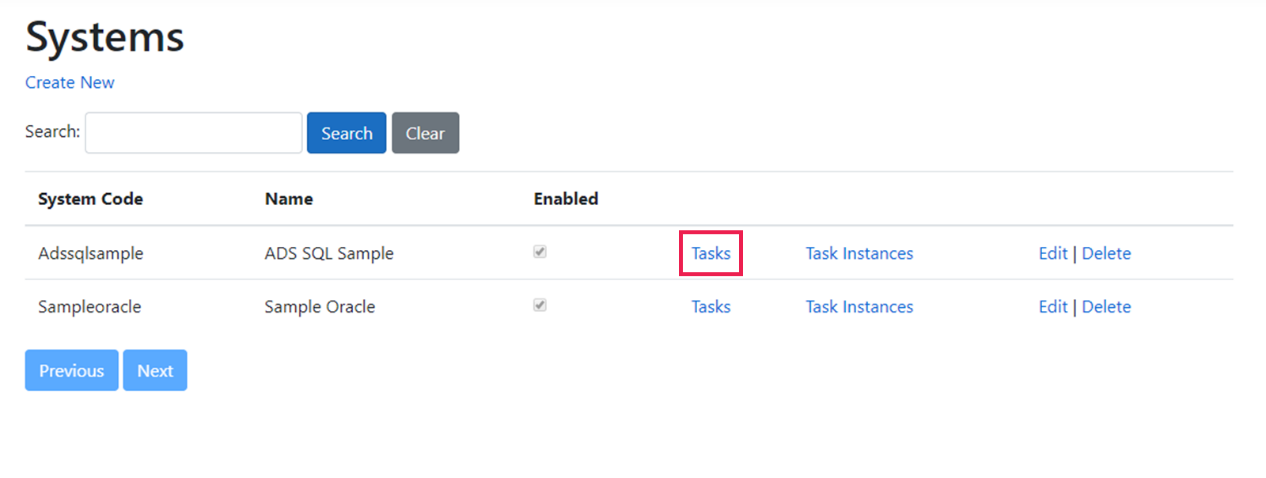 Systems
Create New
Search: Search Clear
System Code Name Enabled
Adssqlsample ADS SQL Sample Tasks Task Instances Edit | Delete
Sampleoracle Sample Oracle Tasks Task Instances Edit | Delete
Previous Next